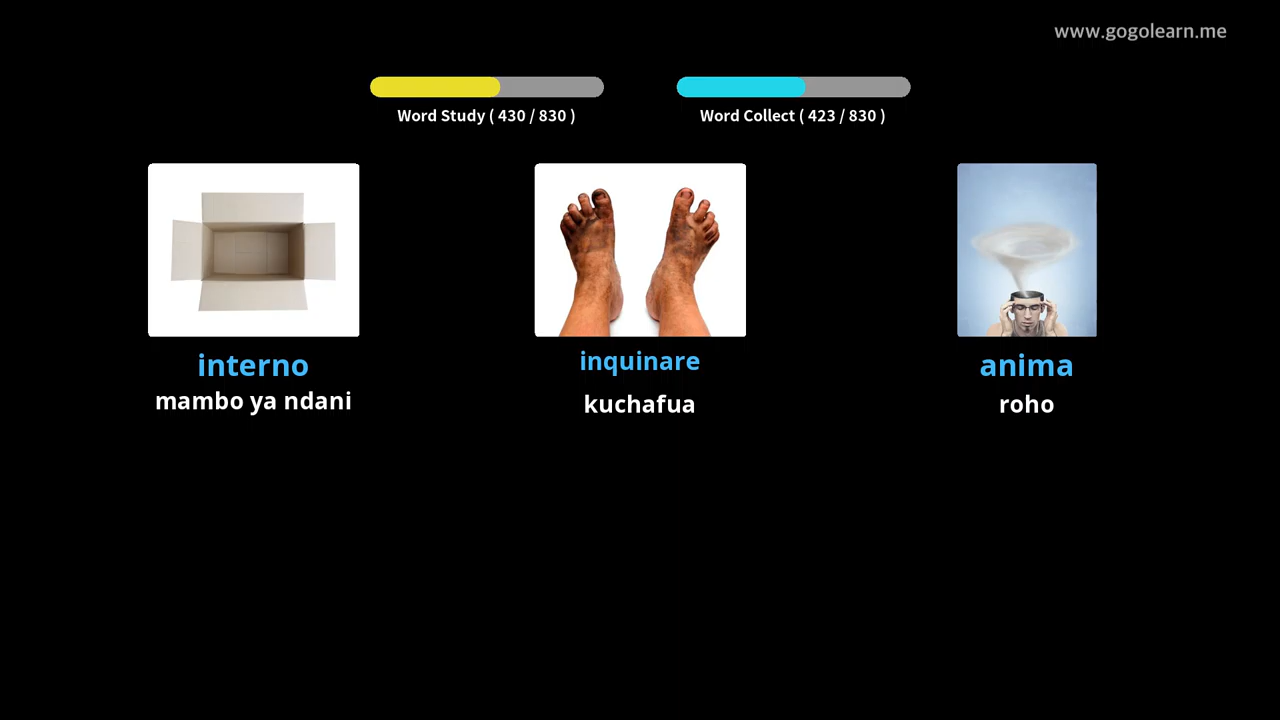 www.gogolearn.me
Word Study ( 430 / 830 )
Word Collect ( 423 / 830 )
interno
mambo ya ndani
inquinare
kuchafua
anima
roho